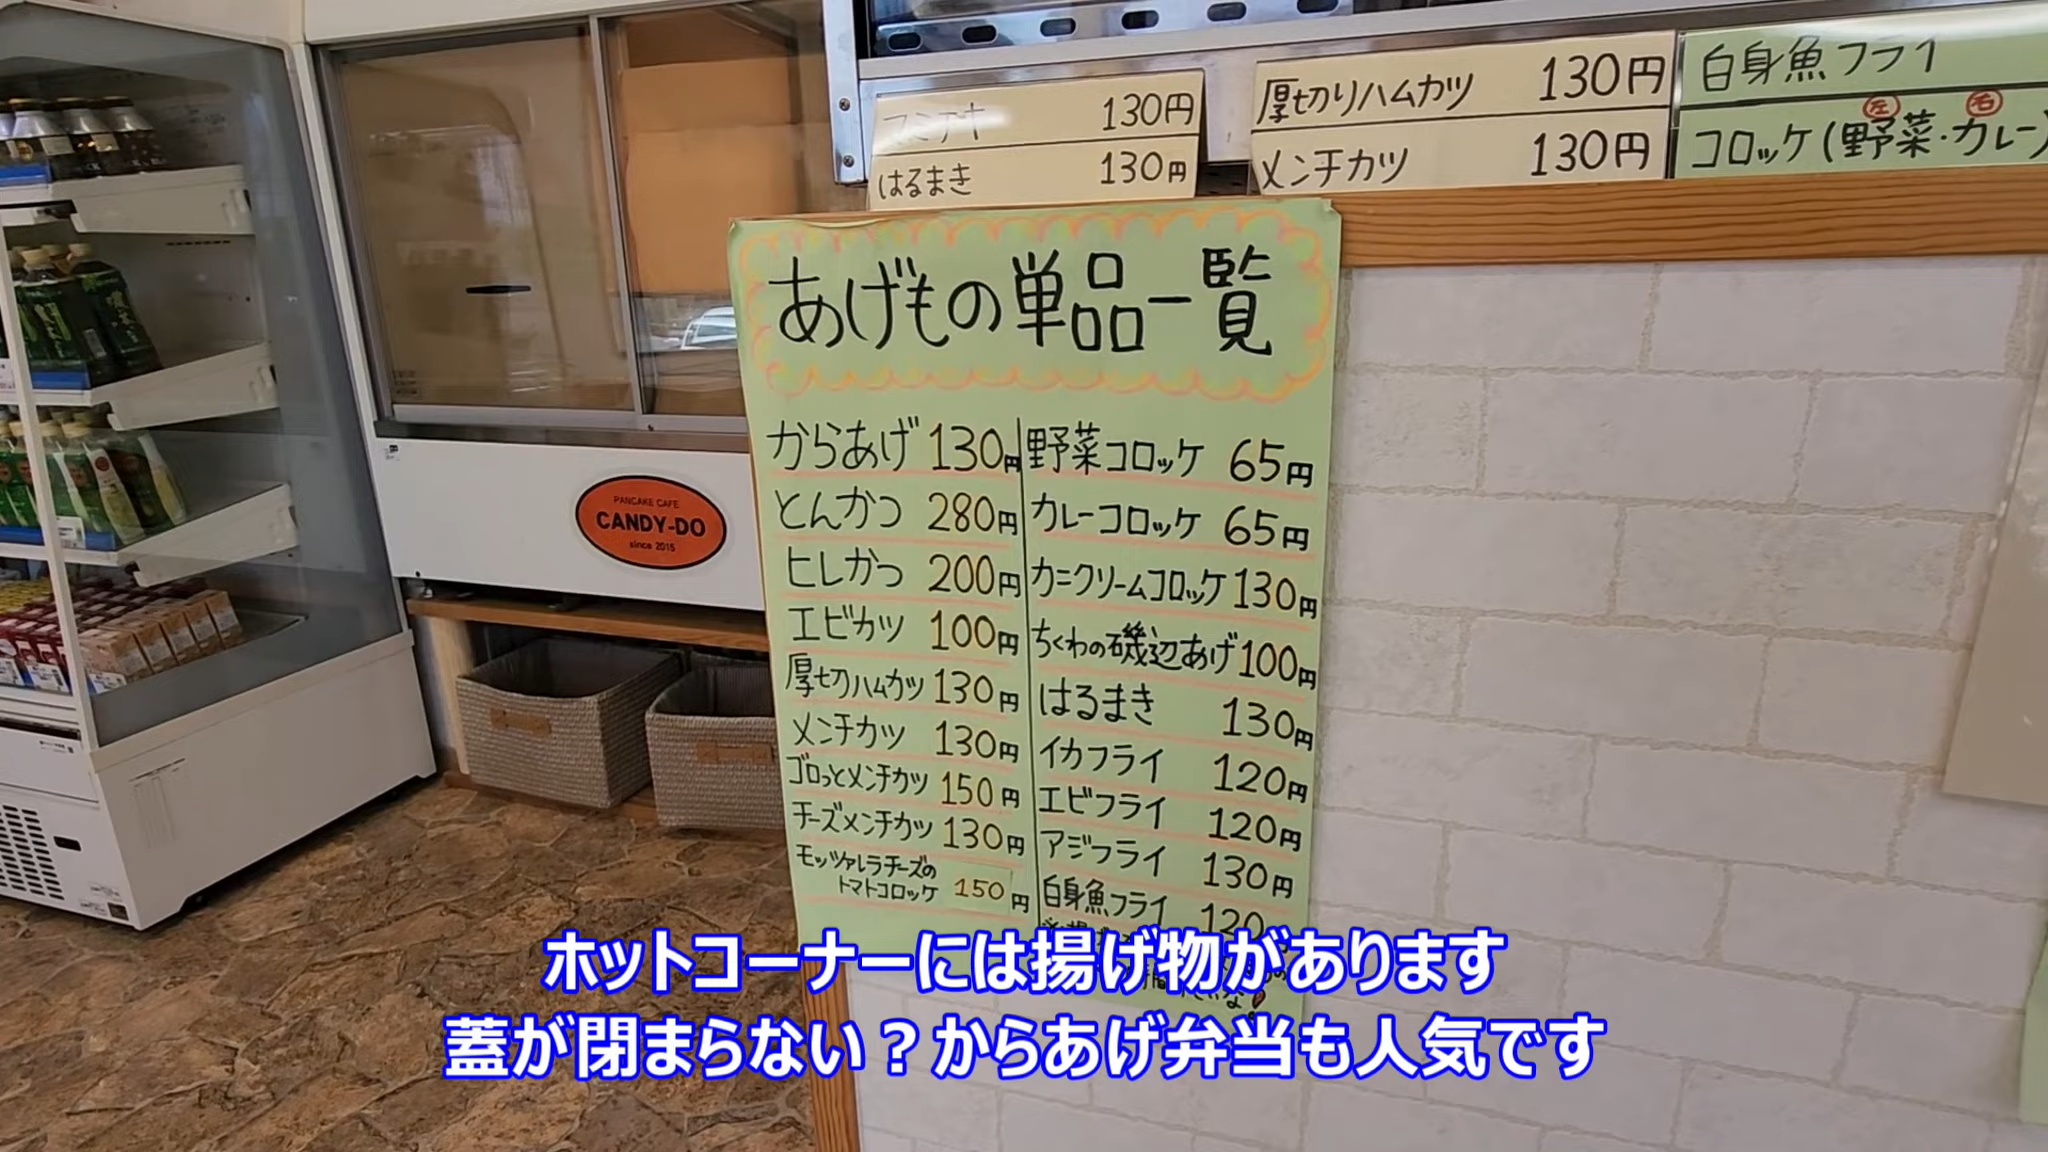 130円
はるまき 130円
厚切りハムカツ 130円
メンチカツ 130円
白身魚フライ
左 右
コロッケ(野菜・カレー)
あげもの単品一覧
からあげ 130円
とんかつ 280円
ヒレかつ 200円
エビカツ 100円
厚切ハムカツ 130円
メンチカツ 130円
ゴロっとメンチカツ 150円
チーズメンチカツ 130円
モッツァレラチーズの
トマトコロッケ 150円
野菜コロッケ 65円
カレーコロッケ 65円
カニクリームコロッケ 130円
ちくわの磯辺あげ 100円
はるまき 130円
イカフライ 120円
エビフライ 120円
アジフライ 130円
白身魚フライ 120
PANCAKE CAFE
CANDY-DO
since 2015
ホットコーナーには揚げ物があります
蓋が閉まらない？からあげ弁当も人気です